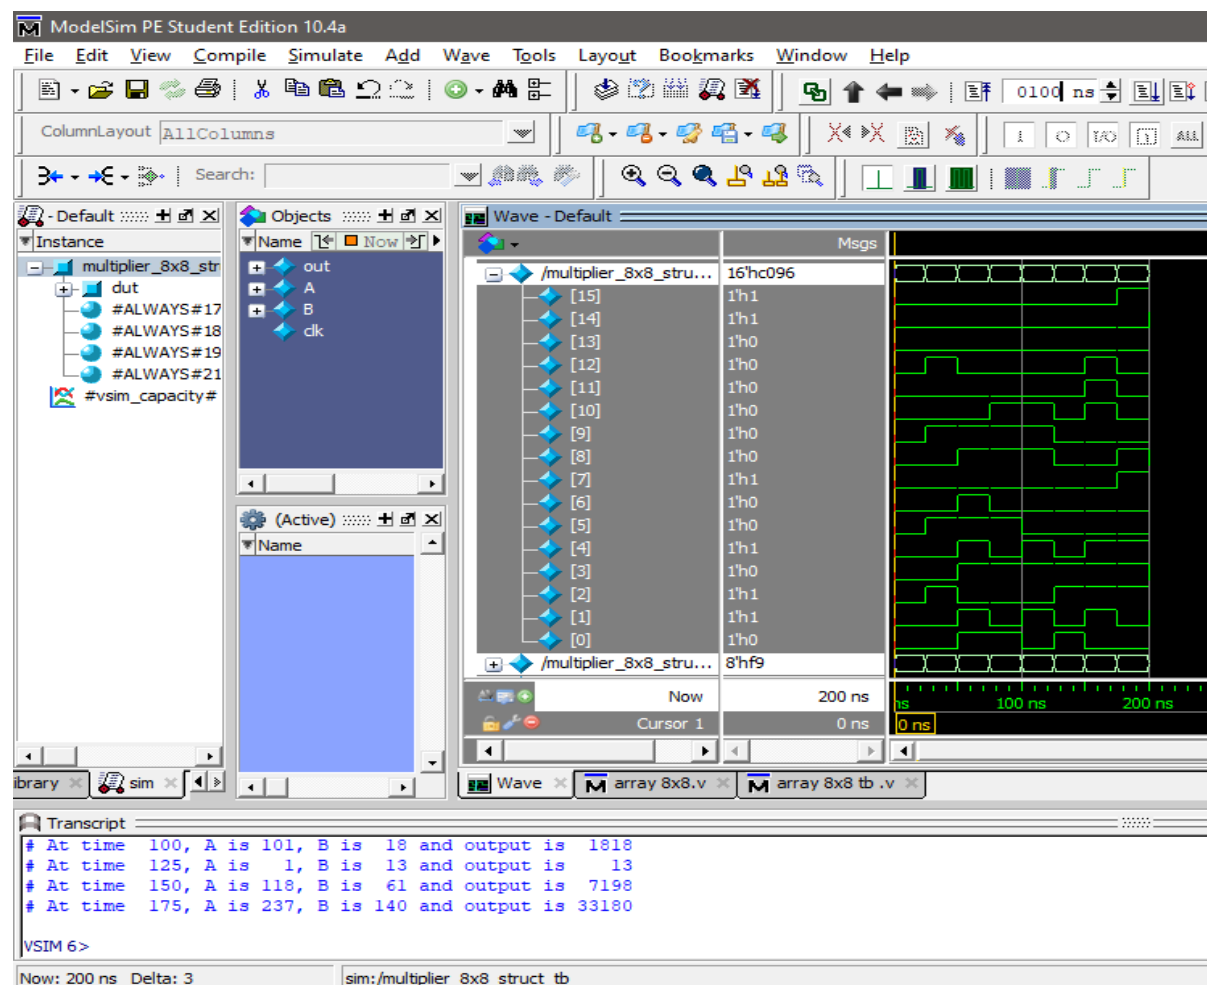 ModelSim PE Student Edition 10.4a
File Edit View Compile Simulate Add Wave Tools Layout Bookmarks Window Help
0100 ns
ColumnLayout AllColumns
Search:
- Default
Objects
Wave - Default
Instance
Name
Now
Msgs
multiplier_8x8_str
dut
#ALWAYS#17
#ALWAYS#18
#ALWAYS#19
#ALWAYS#21
#vsim_capacity#
out
A
B
clk
(Active)
Name
/multiplier_8x8_stru... 16'hc096
[15] 1'h1
[14] 1'h1
[13] 1'h0
[12] 1'h0
[11] 1'h0
[10] 1'h0
[9] 1'h0
[8] 1'h0
[7] 1'h1
[6] 1'h0
[5] 1'h0
[4] 1'h1
[3] 1'h0
[2] 1'h1
[1] 1'h1
[0] 1'h0
/multiplier_8x8_stru... 8'hf9
Now 200 ns
ns 100 ns 200 ns
Cursor 1 0 ns
0 ns
ibrary sim
Wave array 8x8.v array 8x8 tb .v
Transcript
# At time 100, A is 101, B is 18 and output is 1818
# At time 125, A is 1, B is 13 and output is 13
# At time 150, A is 118, B is 61 and output is 7198
# At time 175, A is 237, B is 140 and output is 33180
VSIM 6>
Now: 200 ns Delta: 3
sim:/multiplier_8x8_struct_tb